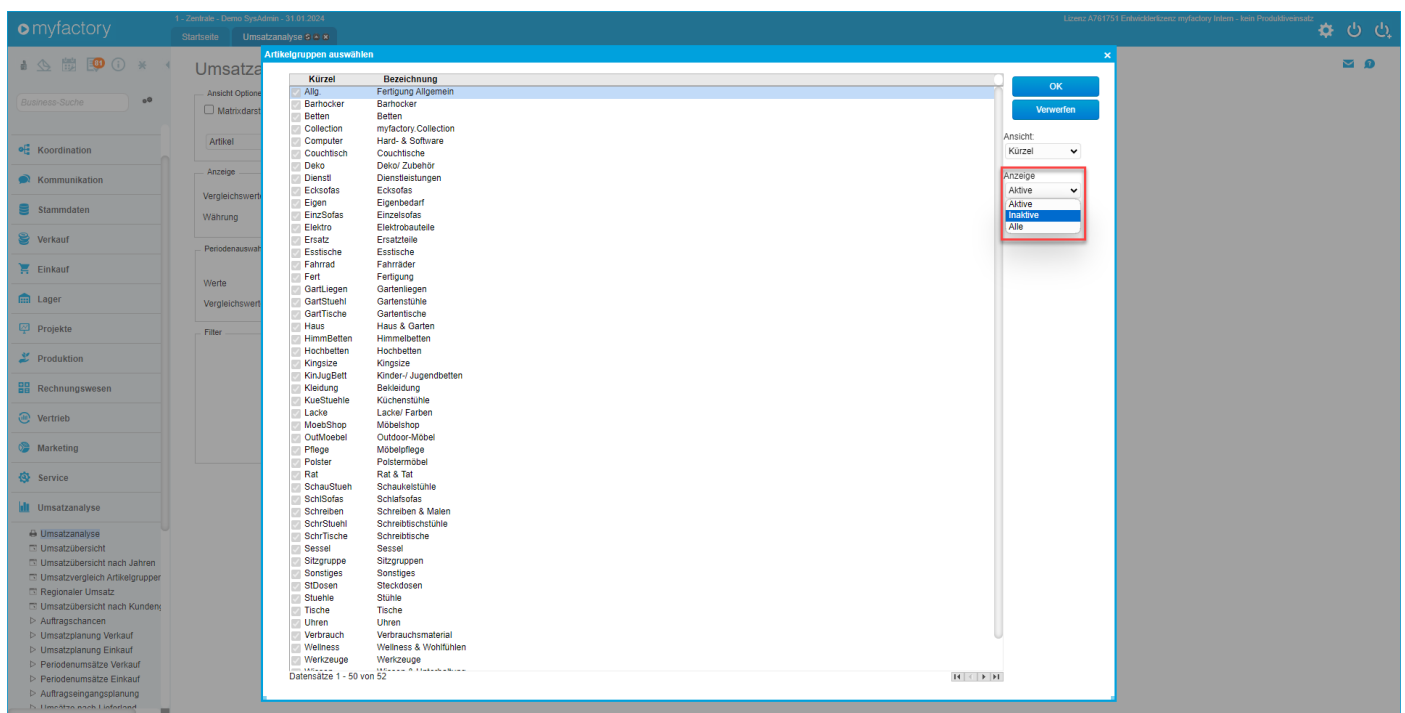 1 - Zentrale - Demo SysAdmin - 31.01.2024
Lizenz A761751 Entwicklerlizenz myfactory Intern - kein Produktiveinsatz
myfactory
Startseite
Umsatzanalyse
Artikelgruppen auswählen
Umsatza
Business-Suche
Ansicht Optione
Matrixdarst
Artikel
Anzeige
Vergleichswerte
Währung
Periodenauswah
Werte
Vergleichswert
Filter
Koordination
Kommunikation
Stammdaten
Verkauf
Einkauf
Lager
Projekte
Produktion
Rechnungswesen
Vertrieb
Marketing
Service
Umsatzanalyse
Umsatzanalyse
Umsatzübersicht
Umsatzübersicht nach Jahren
Umsatzvergleich Artikelgruppen
Regionaler Umsatz
Umsatzübersicht nach Kundeng
Auftragschancen
Umsatzplanung Verkauf
Umsatzplanung Einkauf
Periodenumsätze Verkauf
Periodenumsätze Einkauf
Auftragseingangsplanung
Umsätze nach Lieferland
Kürzel Bezeichnung
Allg. Fertigung Allgemein
Barhocker Barhocker
Betten Betten
Collection myfactory.Collection
Computer Hard- & Software
Couchtisch Couchtische
Deko Deko/ Zubehör
Dienstl Dienstleistungen
Ecksofas Ecksofas
Eigen Eigenbedarf
EinzSofas Einzelsofas
Elektro Elektrobauteile
Ersatz Ersatzteile
Esstische Esstische
Fahrrad Fahrräder
Fert Fertigung
GartLiegen Gartenliegen
GartStuehl Gartenstühle
GartTische Gartentische
Haus Haus & Garten
HimmBetten Himmelbetten
Hochbetten Hochbetten
Kingsize Kingsize
KinJugBett Kinder-/ Jugendbetten
Kleidung Bekleidung
KueStuehle Küchenstühle
Lacke Lacke/ Farben
MoebShop Möbelshop
OutMoebel Outdoor-Möbel
Pflege Möbelpflege
Polster Polstermöbel
Rat Rat & Tat
SchauStueh Schaukelstühle
SchlSofas Schlafsofas
Schreiben Schreiben & Malen
SchrStuehl Schreibtischstühle
SchrTische Schreibtische
Sessel Sessel
Sitzgruppe Sitzgruppen
Sonstiges Sonstiges
StDosen Steckdosen
Stuehle Stühle
Tische Tische
Uhren Uhren
Verbrauch Verbrauchsmaterial
Wellness Wellness & Wohlfühlen
Werkzeuge Werkzeuge
Datensätze 1 - 50 von 52
OK
Verwerfen
Ansicht:
Kürzel
Anzeige
Aktive
Aktive
Inaktive
Alle